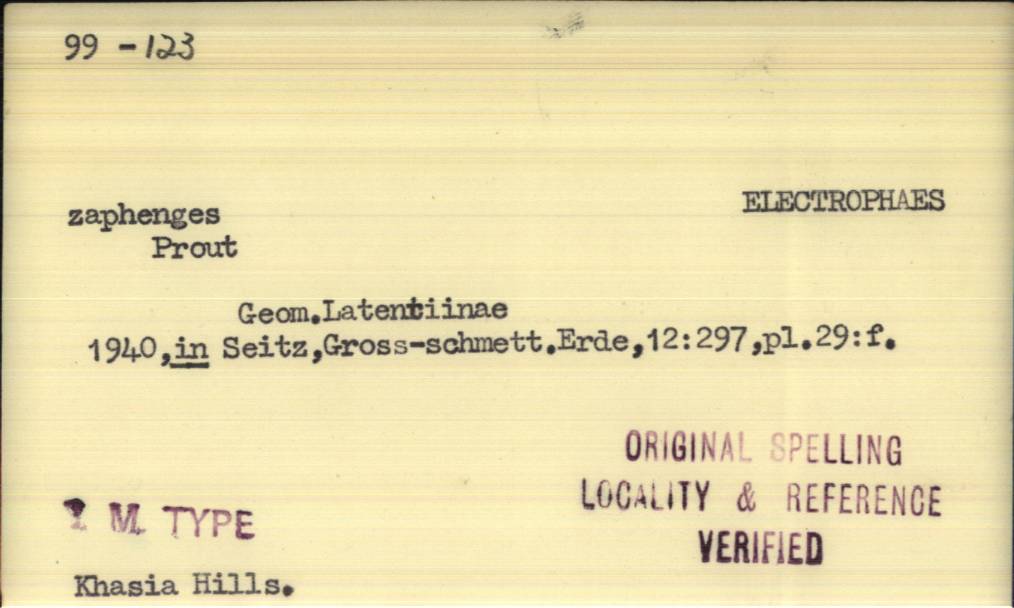 99 -123
zaphenges
ELECTROPHAES
Prout
Geom.Latentiinae
1940,in Seitz,Gross-schmett.Erde,12:297,pl.29:f.
ORIGINAL SPELLING
LOCALITY & REFERENCE
VERIFIED
M. TYPE
Khasia Hills.